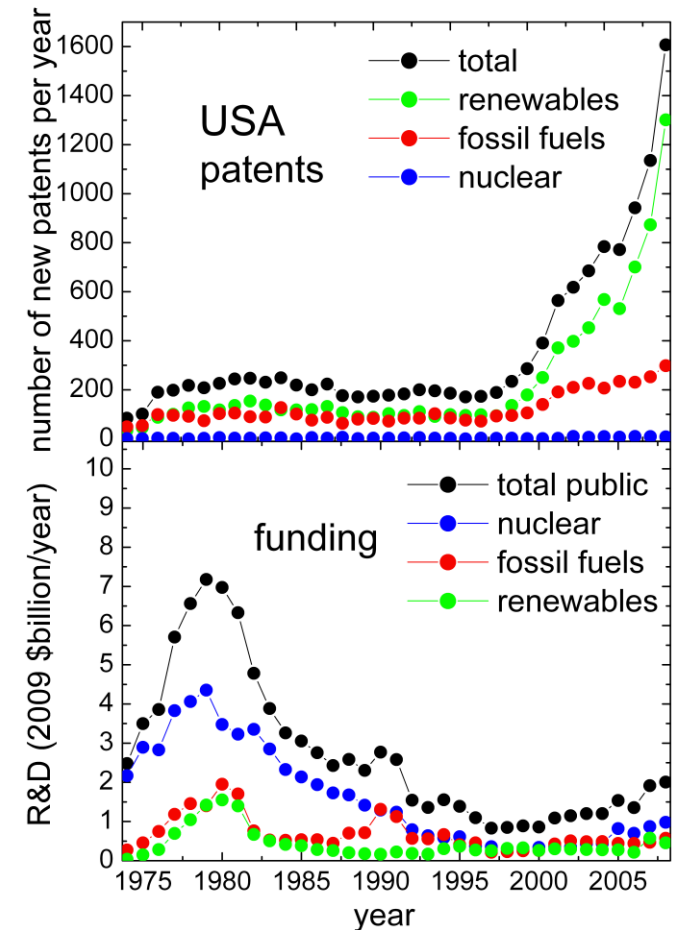 number of new patents per year
1600
1400
1200
1000
800
600
400
200
0
USA
patents
total
renewables
fossil fuels
nuclear
R&D (2009 $billion/year)
10
9
8
7
6
5
4
3
2
1
0
funding
total public
nuclear
fossil fuels
renewables
1975 1980 1985 1990 1995 2000 2005
year